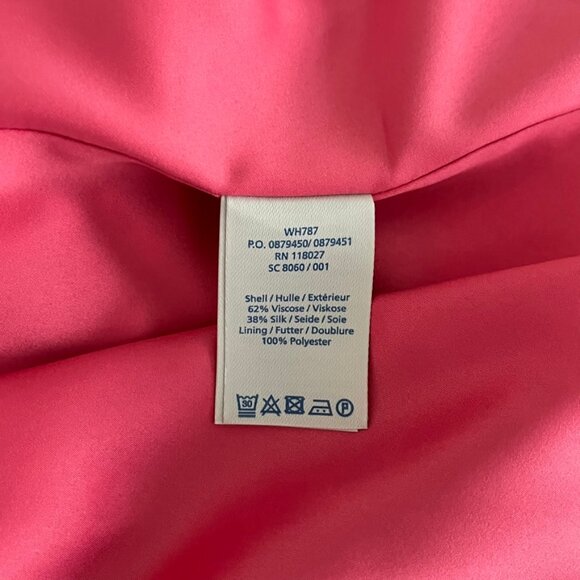 WH787
P.O. 0879450/ 0879451
RN 118027
SC 8060 / 001
Shell / Hulle / Extérieur
62% Viscose / Viskose
38% Silk / Seide / Soie
Lining / Futter / Doublure
100% Polyester
30 P